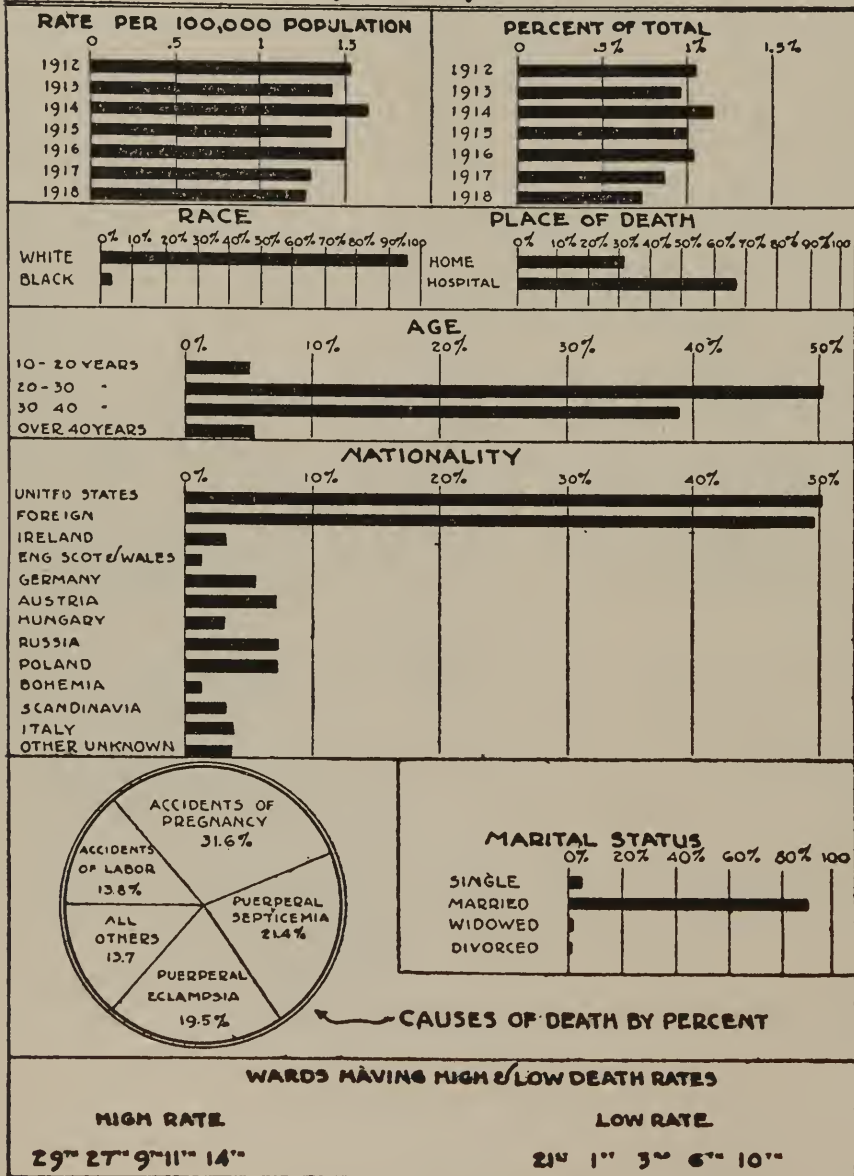 RATE PER 100,000 POPULATION
0 .5 1 1.5
1912
1913
1914
1915
1916
1917
1918
PERCENT OF TOTAL
0 .5% 1% 1.5%
1912
1913
1914
1915
1916
1917
1918
RACE
0% 10% 20% 30% 40% 50% 60% 70% 80% 90% 100
WHITE
BLACK
PLACE OF DEATH
0% 10% 20% 30% 40% 50% 60% 70% 80% 90% 100
HOME
HOSPITAL
AGE
0% 10% 20% 30% 40% 50%
10-20 YEARS
20-30 "
30 40 "
OVER 40 YEARS
NATIONALITY
0% 10% 20% 30% 40% 50%
UNITED STATES
FOREIGN
IRELAND
ENG SCOT & WALES
GERMANY
AUSTRIA
HUNGARY
RUSSIA
POLAND
BOHEMIA
SCANDINAVIA
ITALY
OTHER UNKNOWN
ACCIDENTS OF
PREGNANCY
31.6%
ACCIDENTS
OF LABOR
13.8%
PUERPERAL
SEPTICEMIA
21.4%
ALL
OTHERS
13.7
PUERPERAL
ECLAMPSIA
19.5%
CAUSES OF DEATH BY PERCENT
MARITAL STATUS
0% 20% 40% 60% 80% 100
SINGLE
MARRIED
WIDOWED
DIVORCED
WARDS HAVING HIGH & LOW DEATH RATES
HIGH RATE
29TH 27TH 9TH 11TH 14TH
LOW RATE
21ST 1ST 3RD 6TH 10TH